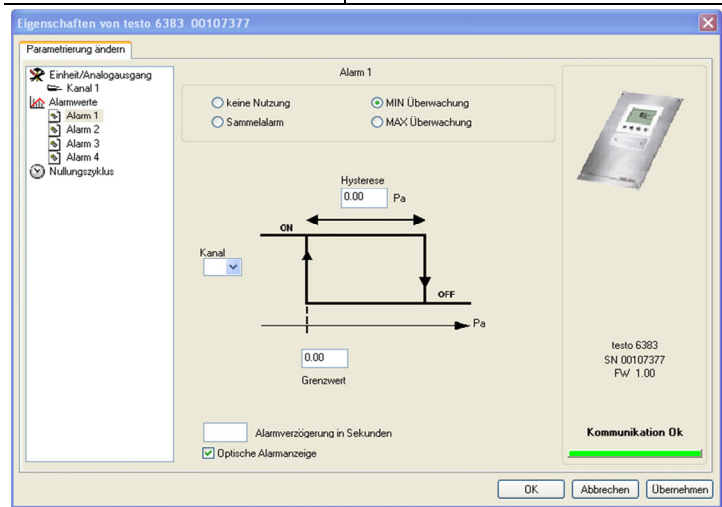 Eigenschaften von testo 6383 00107377
Parametrierung ändern
Einheit/Analogausgang
Kanal 1
Alarmwerte
Alarm 1
Alarm 2
Alarm 3
Alarm 4
Nullungszyklus
Alarm 1
keine Nutzung
MIN Überwachung
Sammelalarm
MAX Überwachung
Hysterese
0.00 Pa
ON
Kanal
OFF
Pa
0.00
Grenzwert
Alarmverzögerung in Sekunden
Optische Alarmanzeige
testo 6383
SN 00107377
FW 1.00
Kommunikation Ok
OK
Abbrechen
Übernehmen